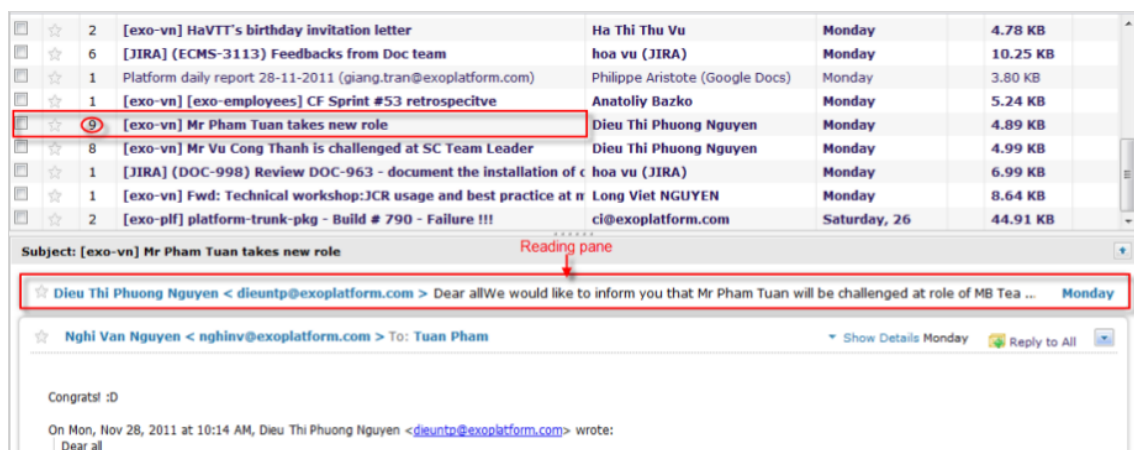 2 [exo-vn] HaVTT's birthday invitation letter Ha Thi Thu Vu Monday 4.78 KB
6 [JIRA] (ECMS-3113) Feedbacks from Doc team hoa vu (JIRA) Monday 10.25 KB
1 Platform daily report 28-11-2011 (giang.tran@exoplatform.com) Philippe Aristote (Google Docs) Monday 3.80 KB
1 [exo-vn] [exo-employees] CF Sprint #53 retrospecitve Anatoliy Bazko Monday 5.24 KB
9 [exo-vn] Mr Pham Tuan takes new role Dieu Thi Phuong Nguyen Monday 4.89 KB
8 [exo-vn] Mr Vu Cong Thanh is challenged at SC Team Leader Dieu Thi Phuong Nguyen Monday 4.99 KB
1 [JIRA] (DOC-998) Review DOC-963 - document the installation of c hoa vu (JIRA) Monday 6.99 KB
1 [exo-vn] Fwd: Technical workshop:JCR usage and best practice at m Long Viet NGUYEN Monday 8.64 KB
2 [exo-plf] platform-trunk-pkg - Build # 790 - Failure !!! ci@exoplatform.com Saturday, 26 44.91 KB
Subject: [exo-vn] Mr Pham Tuan takes new role Reading pane
Dieu Thi Phuong Nguyen < dieuntp@exoplatform.com > Dear allWe would like to inform you that Mr Pham Tuan will be challenged at role of MB Tea ... Monday
Nghi Van Nguyen < nghinv@exoplatform.com > To: Tuan Pham Show Details Monday Reply to All
Congrats! :D
On Mon, Nov 28, 2011 at 10:14 AM, Dieu Thi Phuong Nguyen <dieuntp@exoplatform.com> wrote:
Dear all